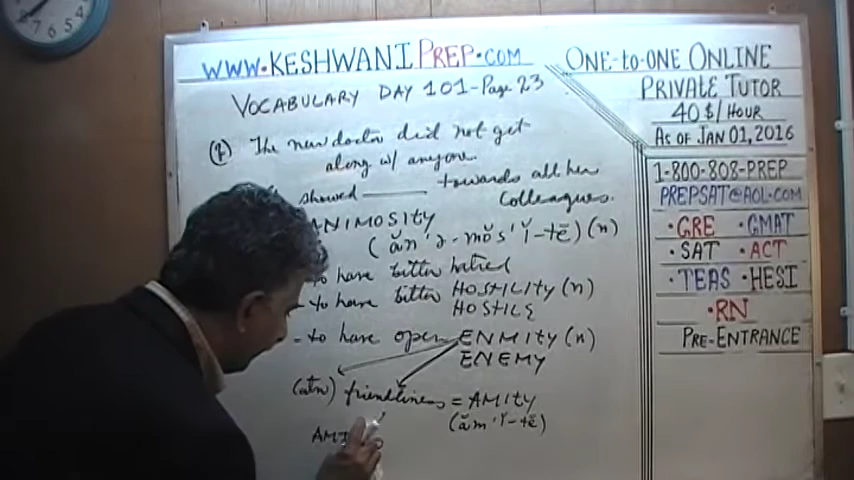 WWW.KESHWANIPREP.COM
VOCABULARY DAY 101-Page 23
(Q) The new doctor did not get
along w/ anyone.
showed ______ towards all her
Colleagues.
ANIMOSITY
(ăn'ə-mŏs'ĭ-tē) (n)
- to have bitter hatred
- to have bitter HOSTILITY (n)
HOSTILE
- to have open ENMITY (n)
ENEMY
friendliness = AMITY
(ăm'ĭ-tē)
ONE-to-ONE ONLINE
PRIVATE TUTOR
40$/HOUR
AS OF JAN 01, 2016
1-800-808-PREP
PREPSAT@AOL.COM
•GRE •GMAT
•SAT •ACT
•TEAS •HESI
•RN
PRE-ENTRANCE